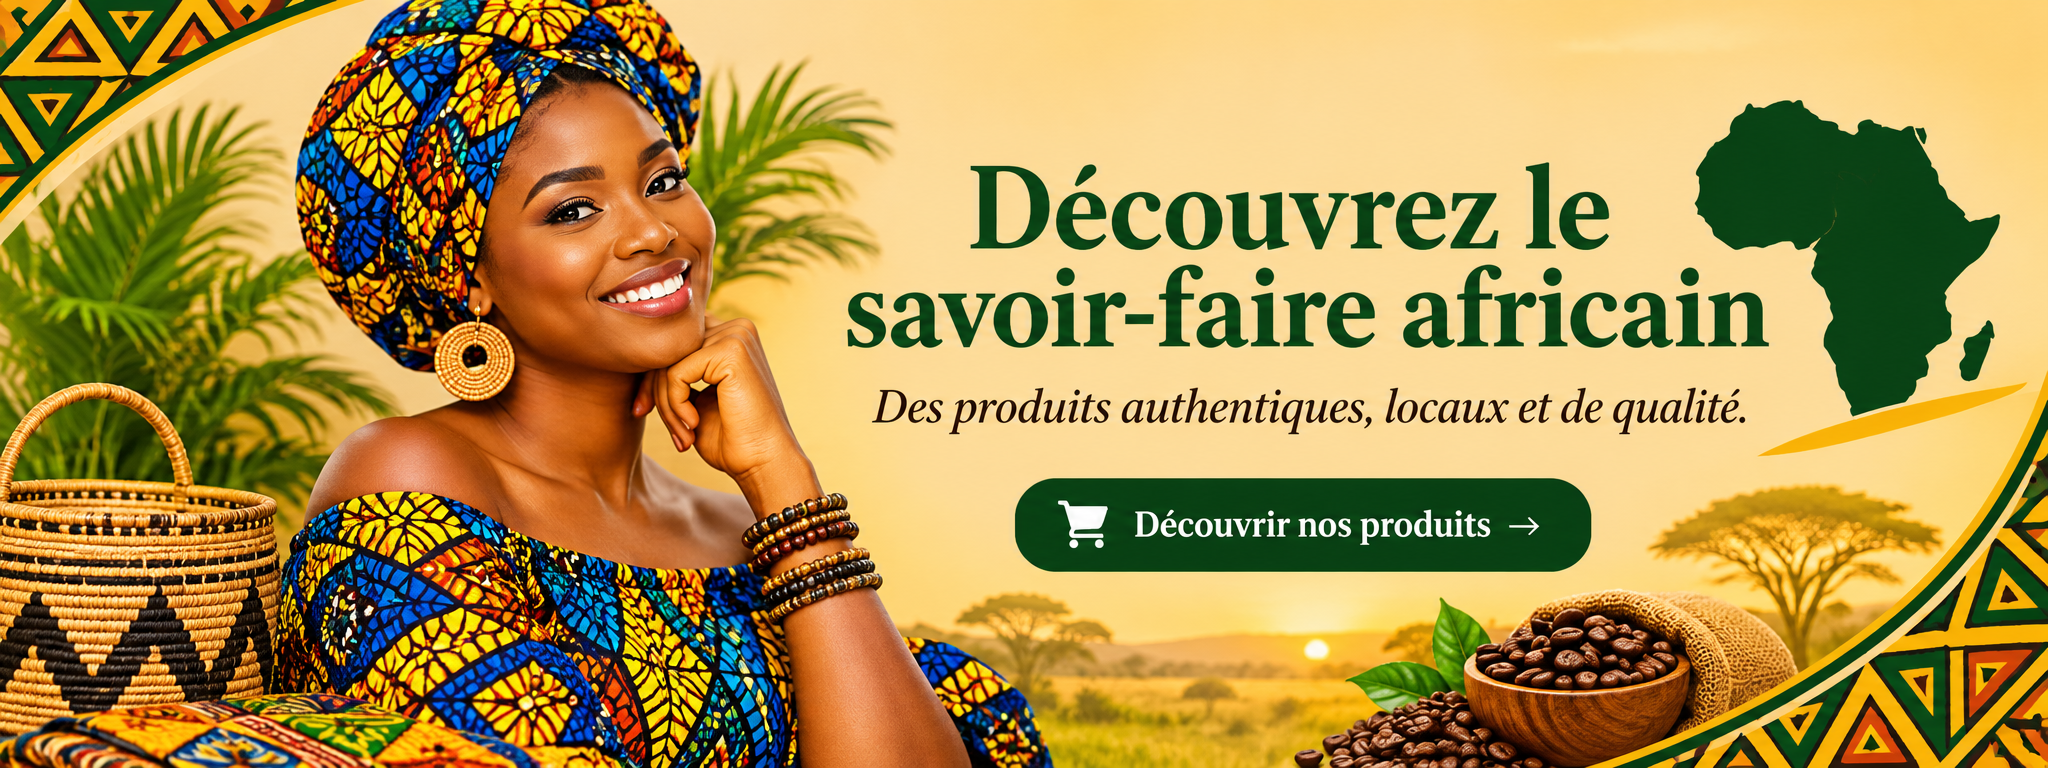 Découvrez le
savoir-faire africain
Des produits authentiques, locaux et de qualité.
Découvrir nos produits →